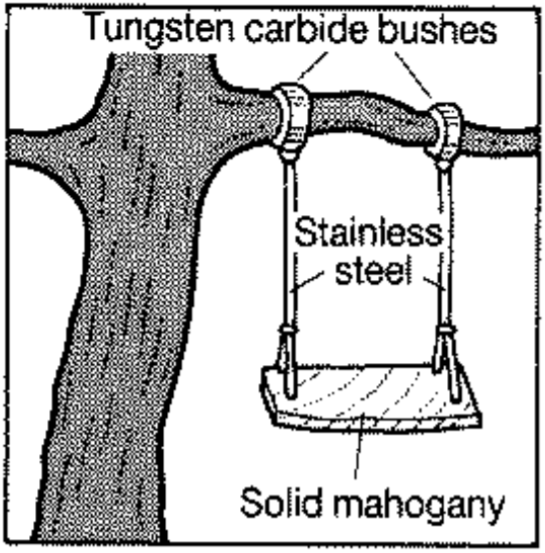 Tungsten carbide bushes
Stainless
steel
Solid mahogany